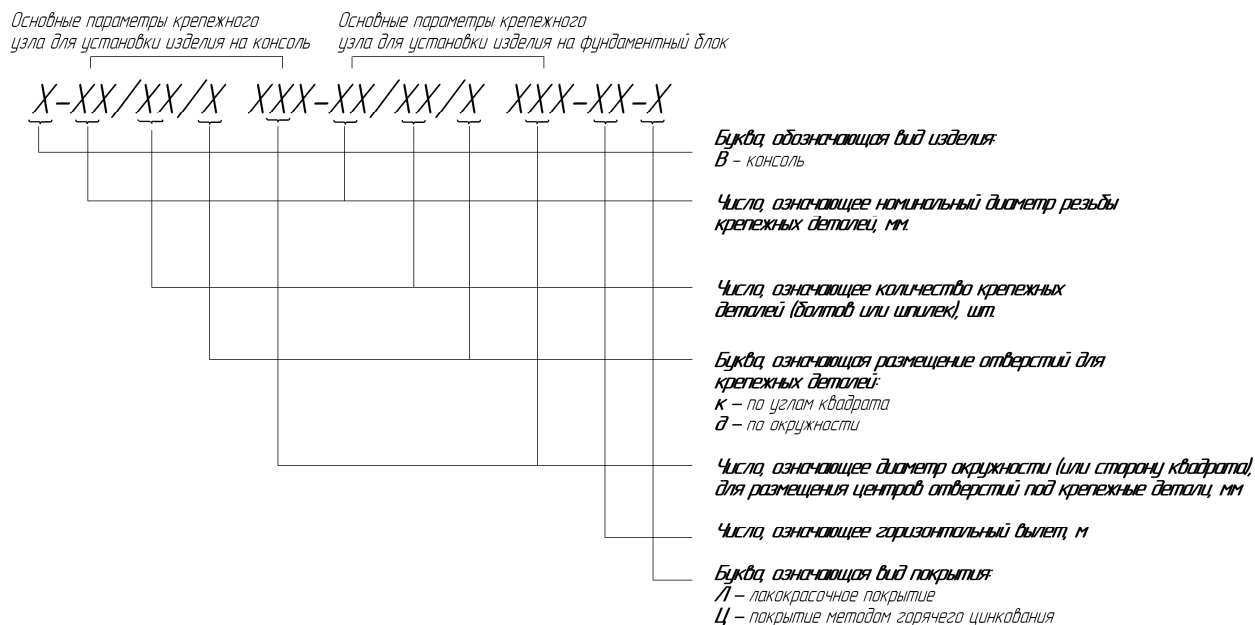 Основные параметры крепежного
узла для установки изделия на консоль
Основные параметры крепежного
узла для установки изделия на фундаментный блок
Х-ХХ/ХХ/Х ХХХ-ХХ/ХХ/Х ХХХ-ХХ-Х
Буква, обозначающая вид изделия:
В – консоль
Число, означающее номинальный диаметр резьбы
крепежных деталей, мм.
Число, означающее количество крепежных
деталей (болтов или шпилек), шт.
Буква, означающая размещение отверстий для
крепежных деталей:
к – по углам квадрата
д – по окружности
Число, означающее диаметр окружности (или сторону квадрата),
для размещения центров отверстий под крепежные детали, мм
Число, означающее горизонтальный вылет, м
Буква, означающая вид покрытия:
Л – лакокрасочное покрытие
Ц – покрытие методом горячего цинкования